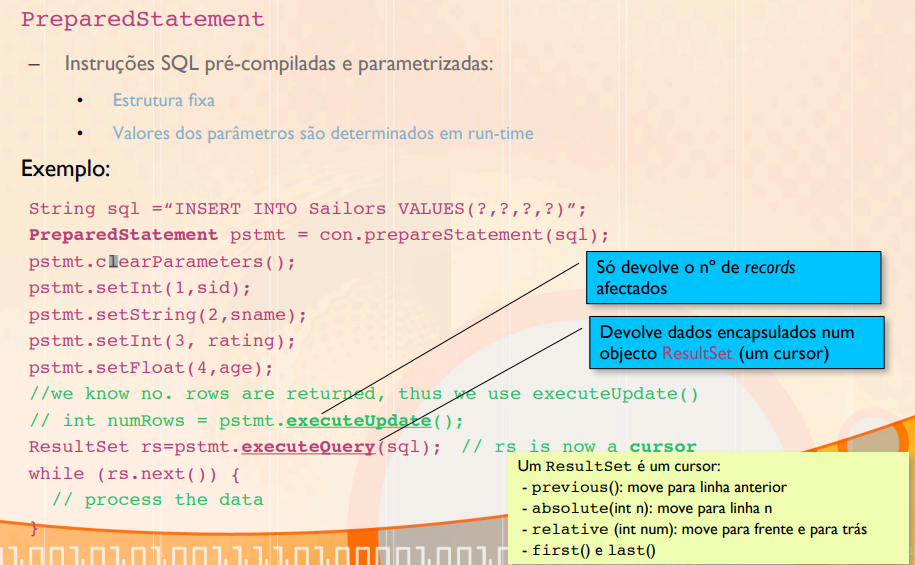 PreparedStatement
– Instruções SQL pré-compiladas e parametrizadas:
• Estrutura fixa
• Valores dos parâmetros são determinados em run-time
Exemplo:
String sql =“INSERT INTO Sailors VALUES(?,?,?,?)”;
PreparedStatement pstmt = con.prepareStatement(sql);
pstmt.clearParameters();
pstmt.setInt(1,sid);
pstmt.setString(2,sname);
pstmt.setInt(3, rating);
pstmt.setFloat(4,age);
//we know no. rows are returned, thus we use executeUpdate()
// int numRows = pstmt.executeUpdate();
ResultSet rs=pstmt.executeQuery(sql); // rs is now a cursor
while (rs.next()) {
// process the data
}
Só devolve o nº de records
afectados
Devolve dados encapsulados num
objecto ResultSet (um cursor)
Um ResultSet é um cursor:
- previous(): move para linha anterior
- absolute(int n): move para linha n
- relative (int num): move para frente e para trás
- first() e last()